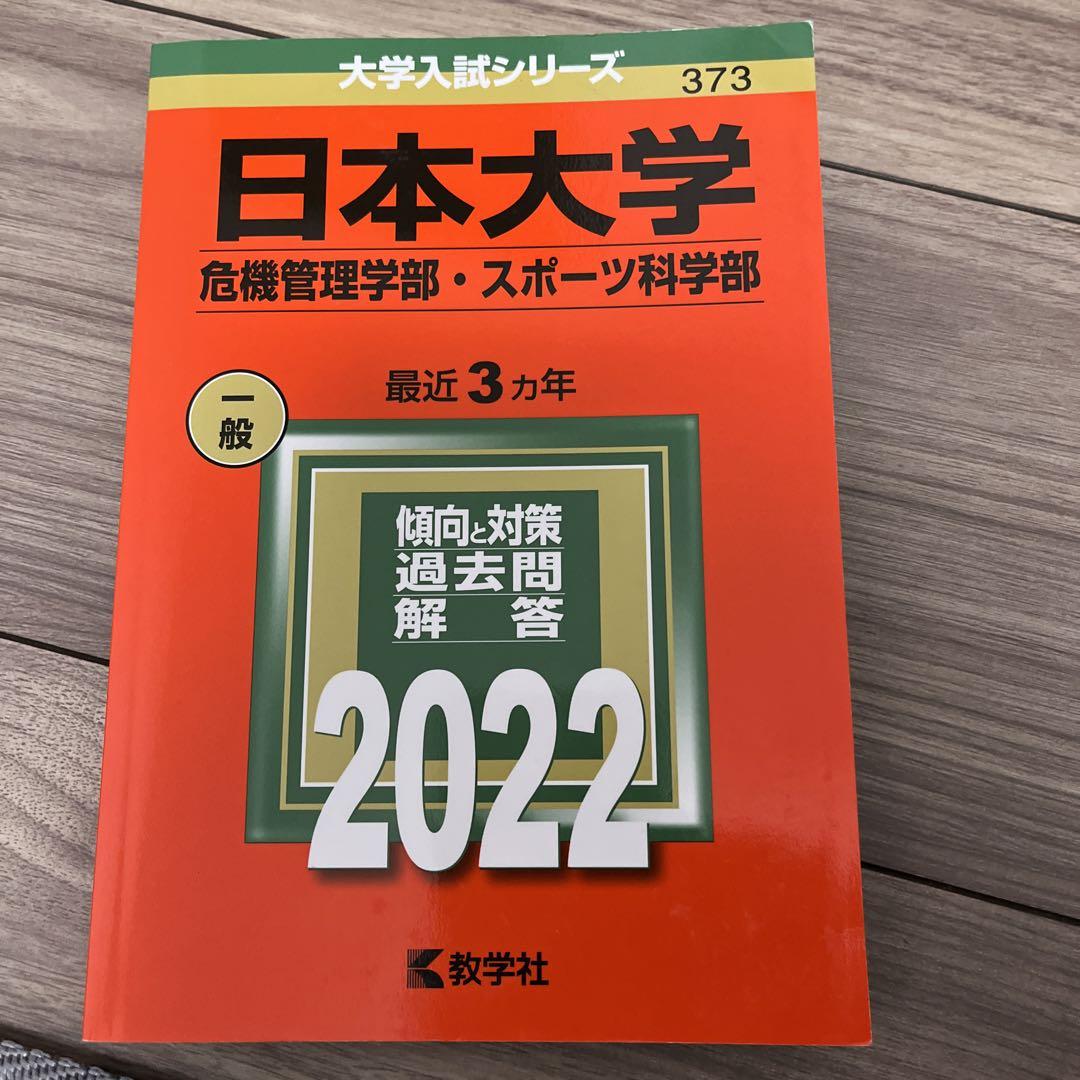 大学入試シリーズ
373
日本大学
危機管理学部・スポーツ科学部
最近3ヵ年
一般
傾向と対策
過去問
解答
2022
教学社